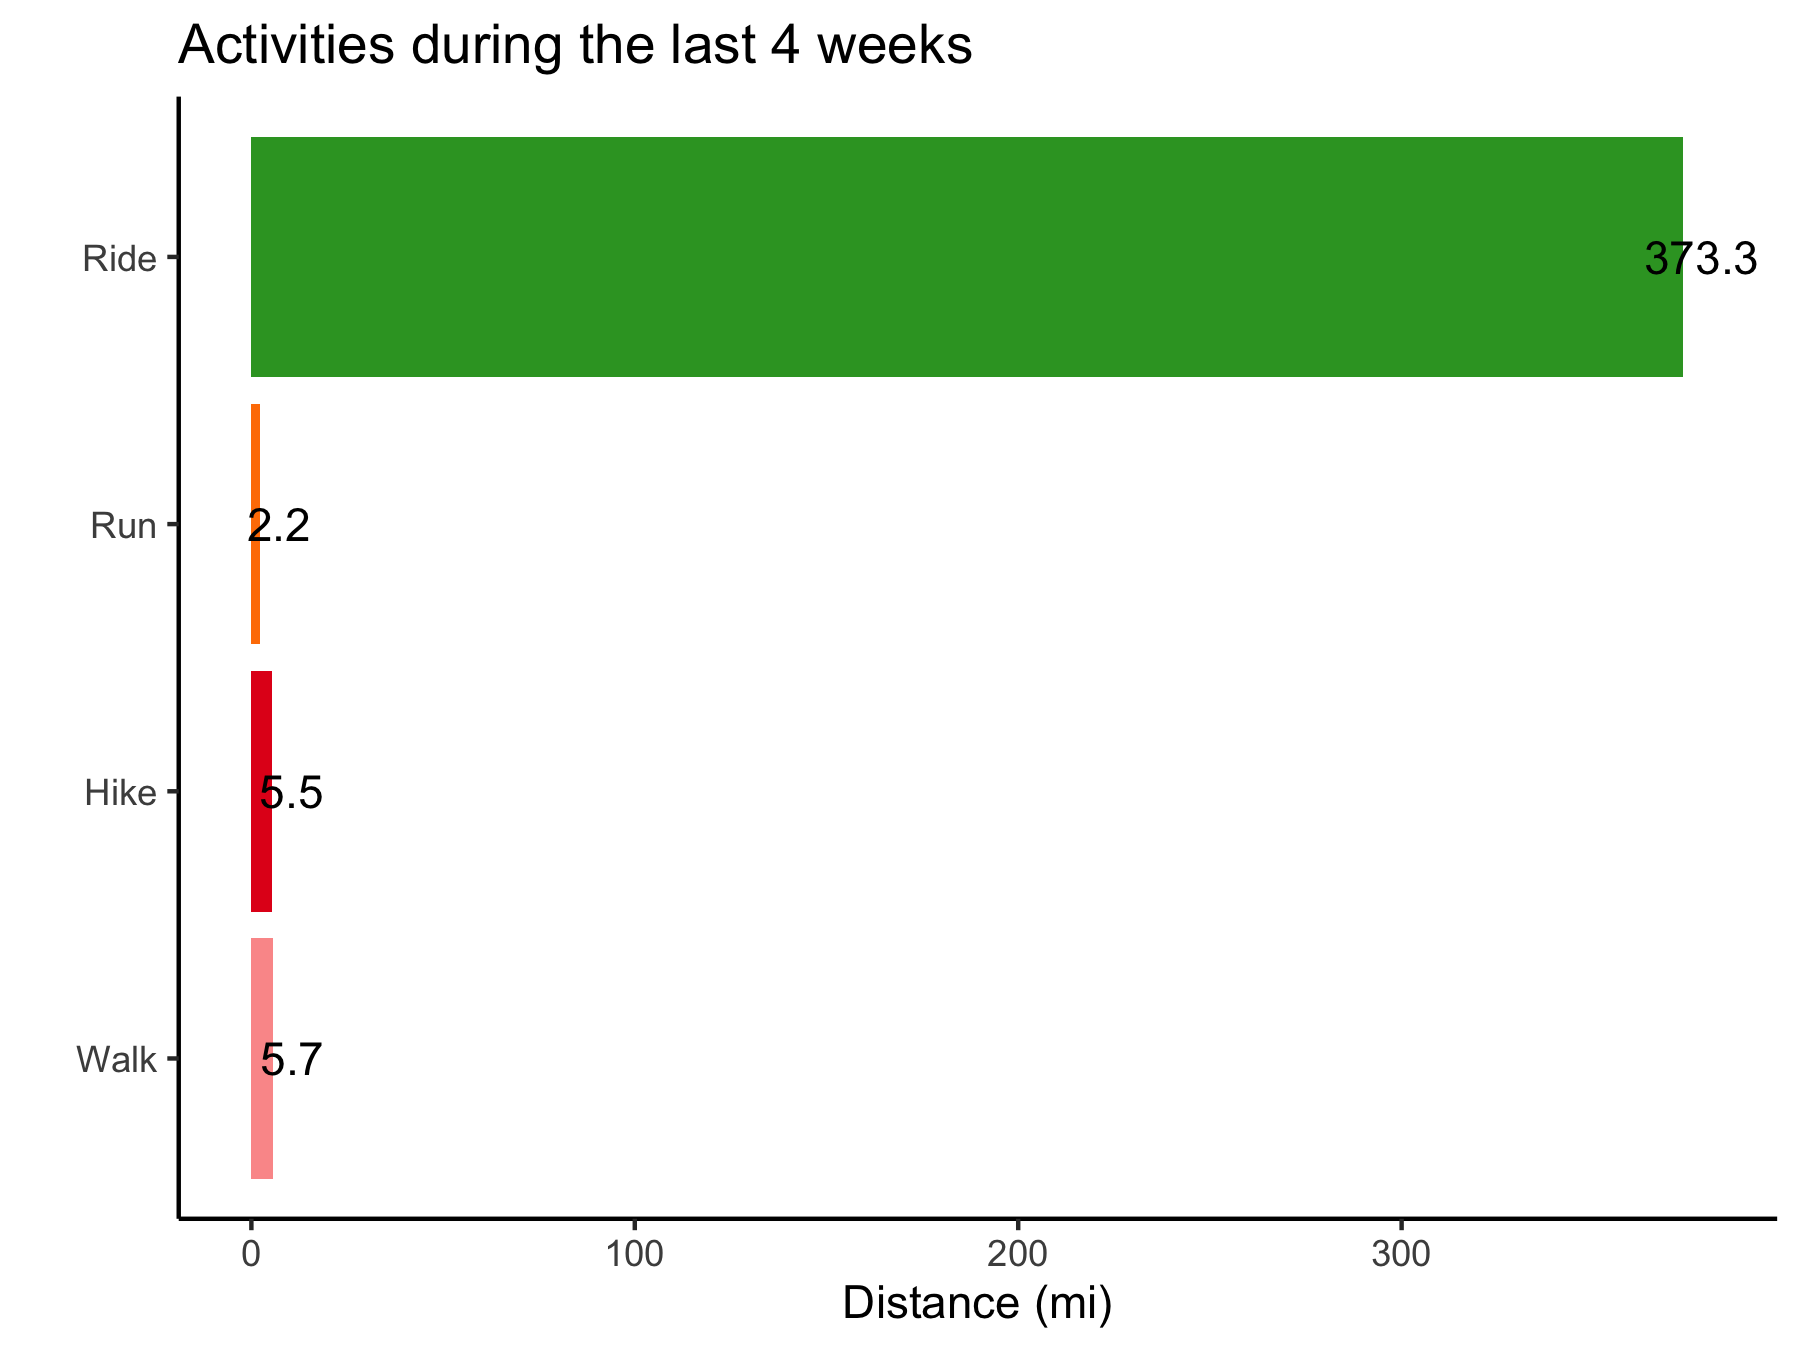 Activities during the last 4 weeks
Ride
373.3
Run
2.2
Hike
5.5
Walk
5.7
0 100 200 300
Distance (mi)